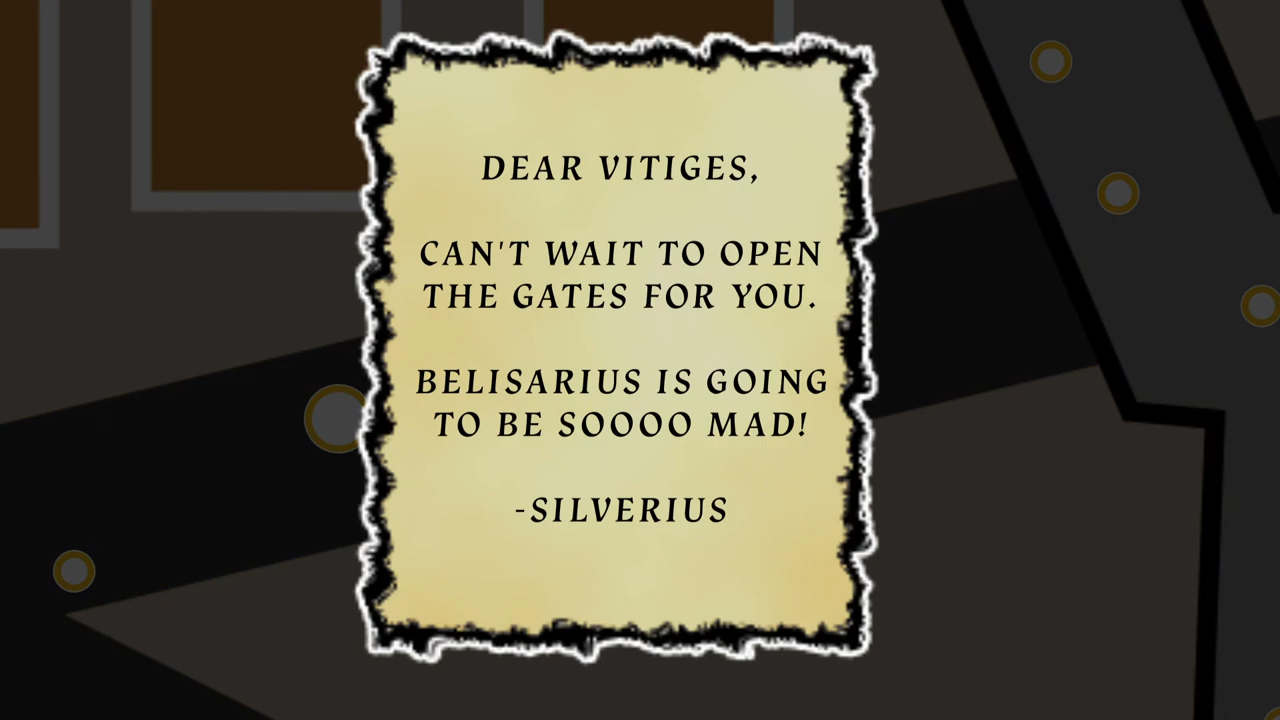 DEAR VITIGES,
CAN'T WAIT TO OPEN
THE GATES FOR YOU.
BELISARIUS IS GOING
TO BE SOOOO MAD!
-SILVERIUS